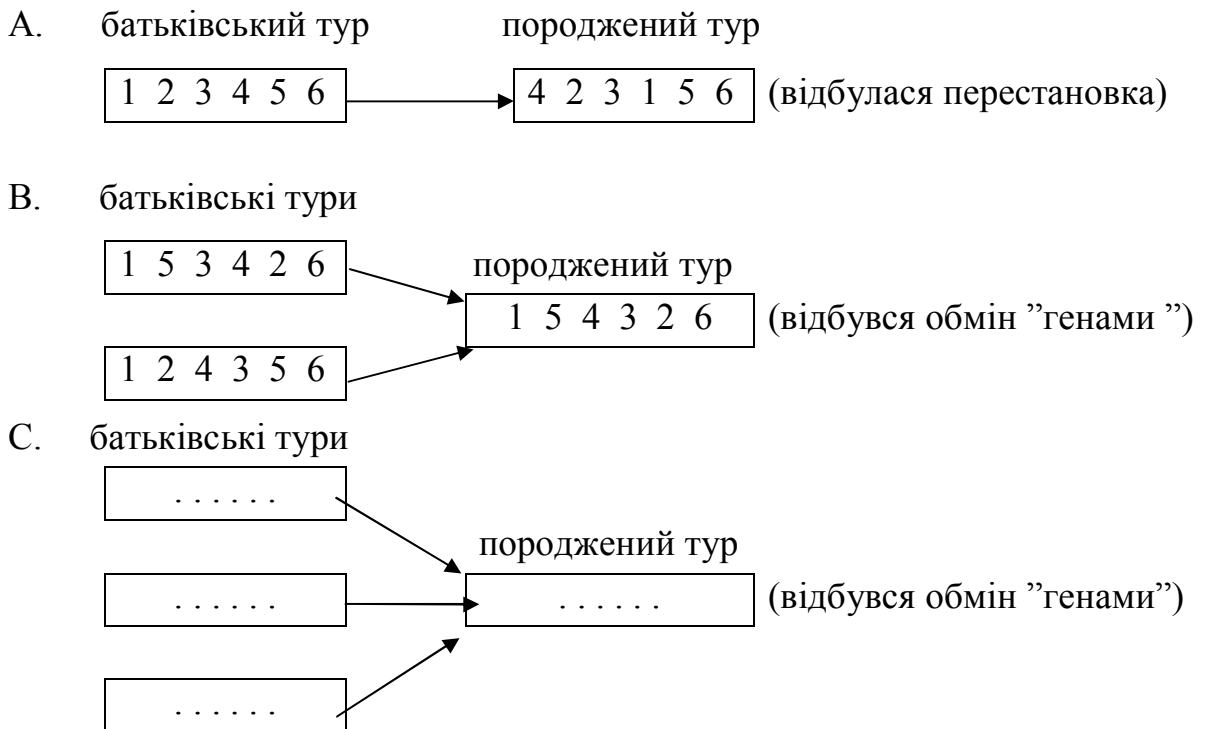 A. батьківський тур породжений тур
1 2 3 4 5 6 4 2 3 1 5 6 (відбулася перестановка)
B. батьківські тури
1 5 3 4 2 6 породжений тур
1 5 4 3 2 6 (відбувся обмін ”генами ”)
1 2 4 3 5 6
C. батьківські тури
. . . . . .
породжений тур
. . . . . . . . . . . . (відбувся обмін ”генами”)
. . . . . .